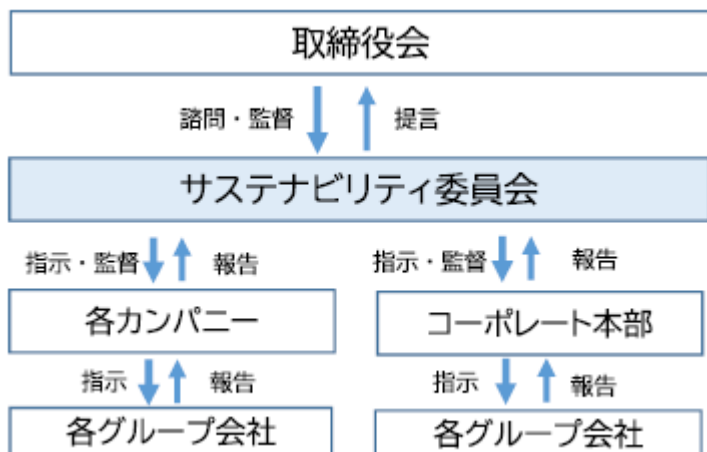 取締役会
諮問・監督 提言
サステナビリティ委員会
指示・監督 報告 指示・監督 報告
各カンパニー コーポレート本部
指示 報告 指示 報告
各グループ会社 各グループ会社